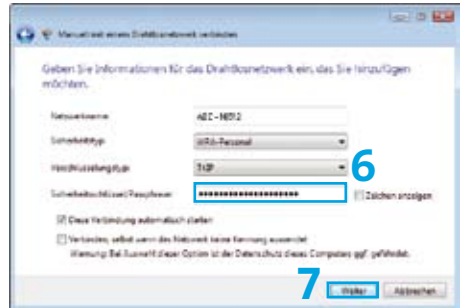 Manuell mit einem Drahtlosnetzwerk verbinden
Geben Sie Informationen für das Drahtlosnetzwerk ein, das Sie hinzufügen
möchten.
Netzwerkname:
Sicherheitstyp: WPA-Personal
Verschlüsselungstyp: TKIP
6
Sicherheitsschlüssel/Passphrase: Zeichen anzeigen
Diese Verbindung automatisch starten
Verbinden, selbst wenn das Netzwerk keine Kennung aussendet
Warnung: Bei Auswahl dieser Option ist der Datenschutz dieses Computers ggf. gefährdet.
7 Weiter Abbrechen